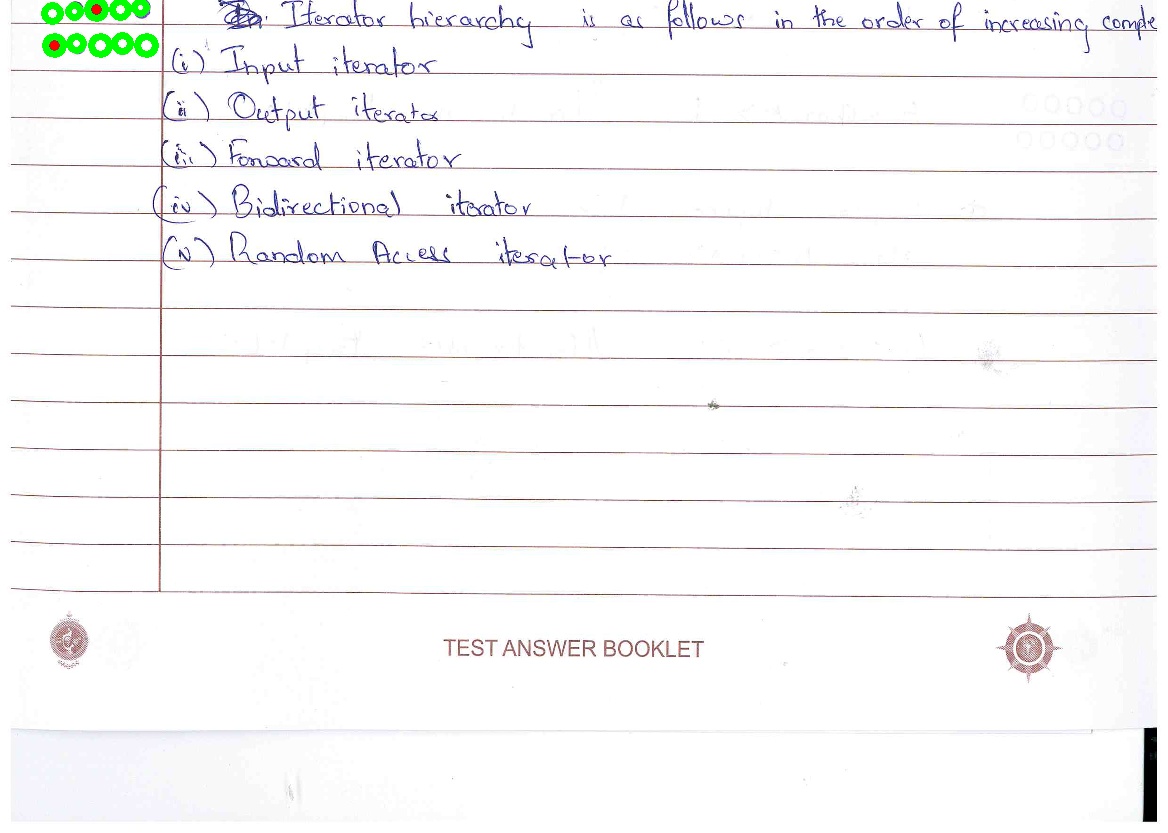 Iterator hierarchy is as follows in the order of increasing comple
(i) Input iterator
(ii) Output iterator
(iii) Forward iterator
(iv) Bidirectional iterator
(v) Random Access iterator
TEST ANSWER BOOKLET